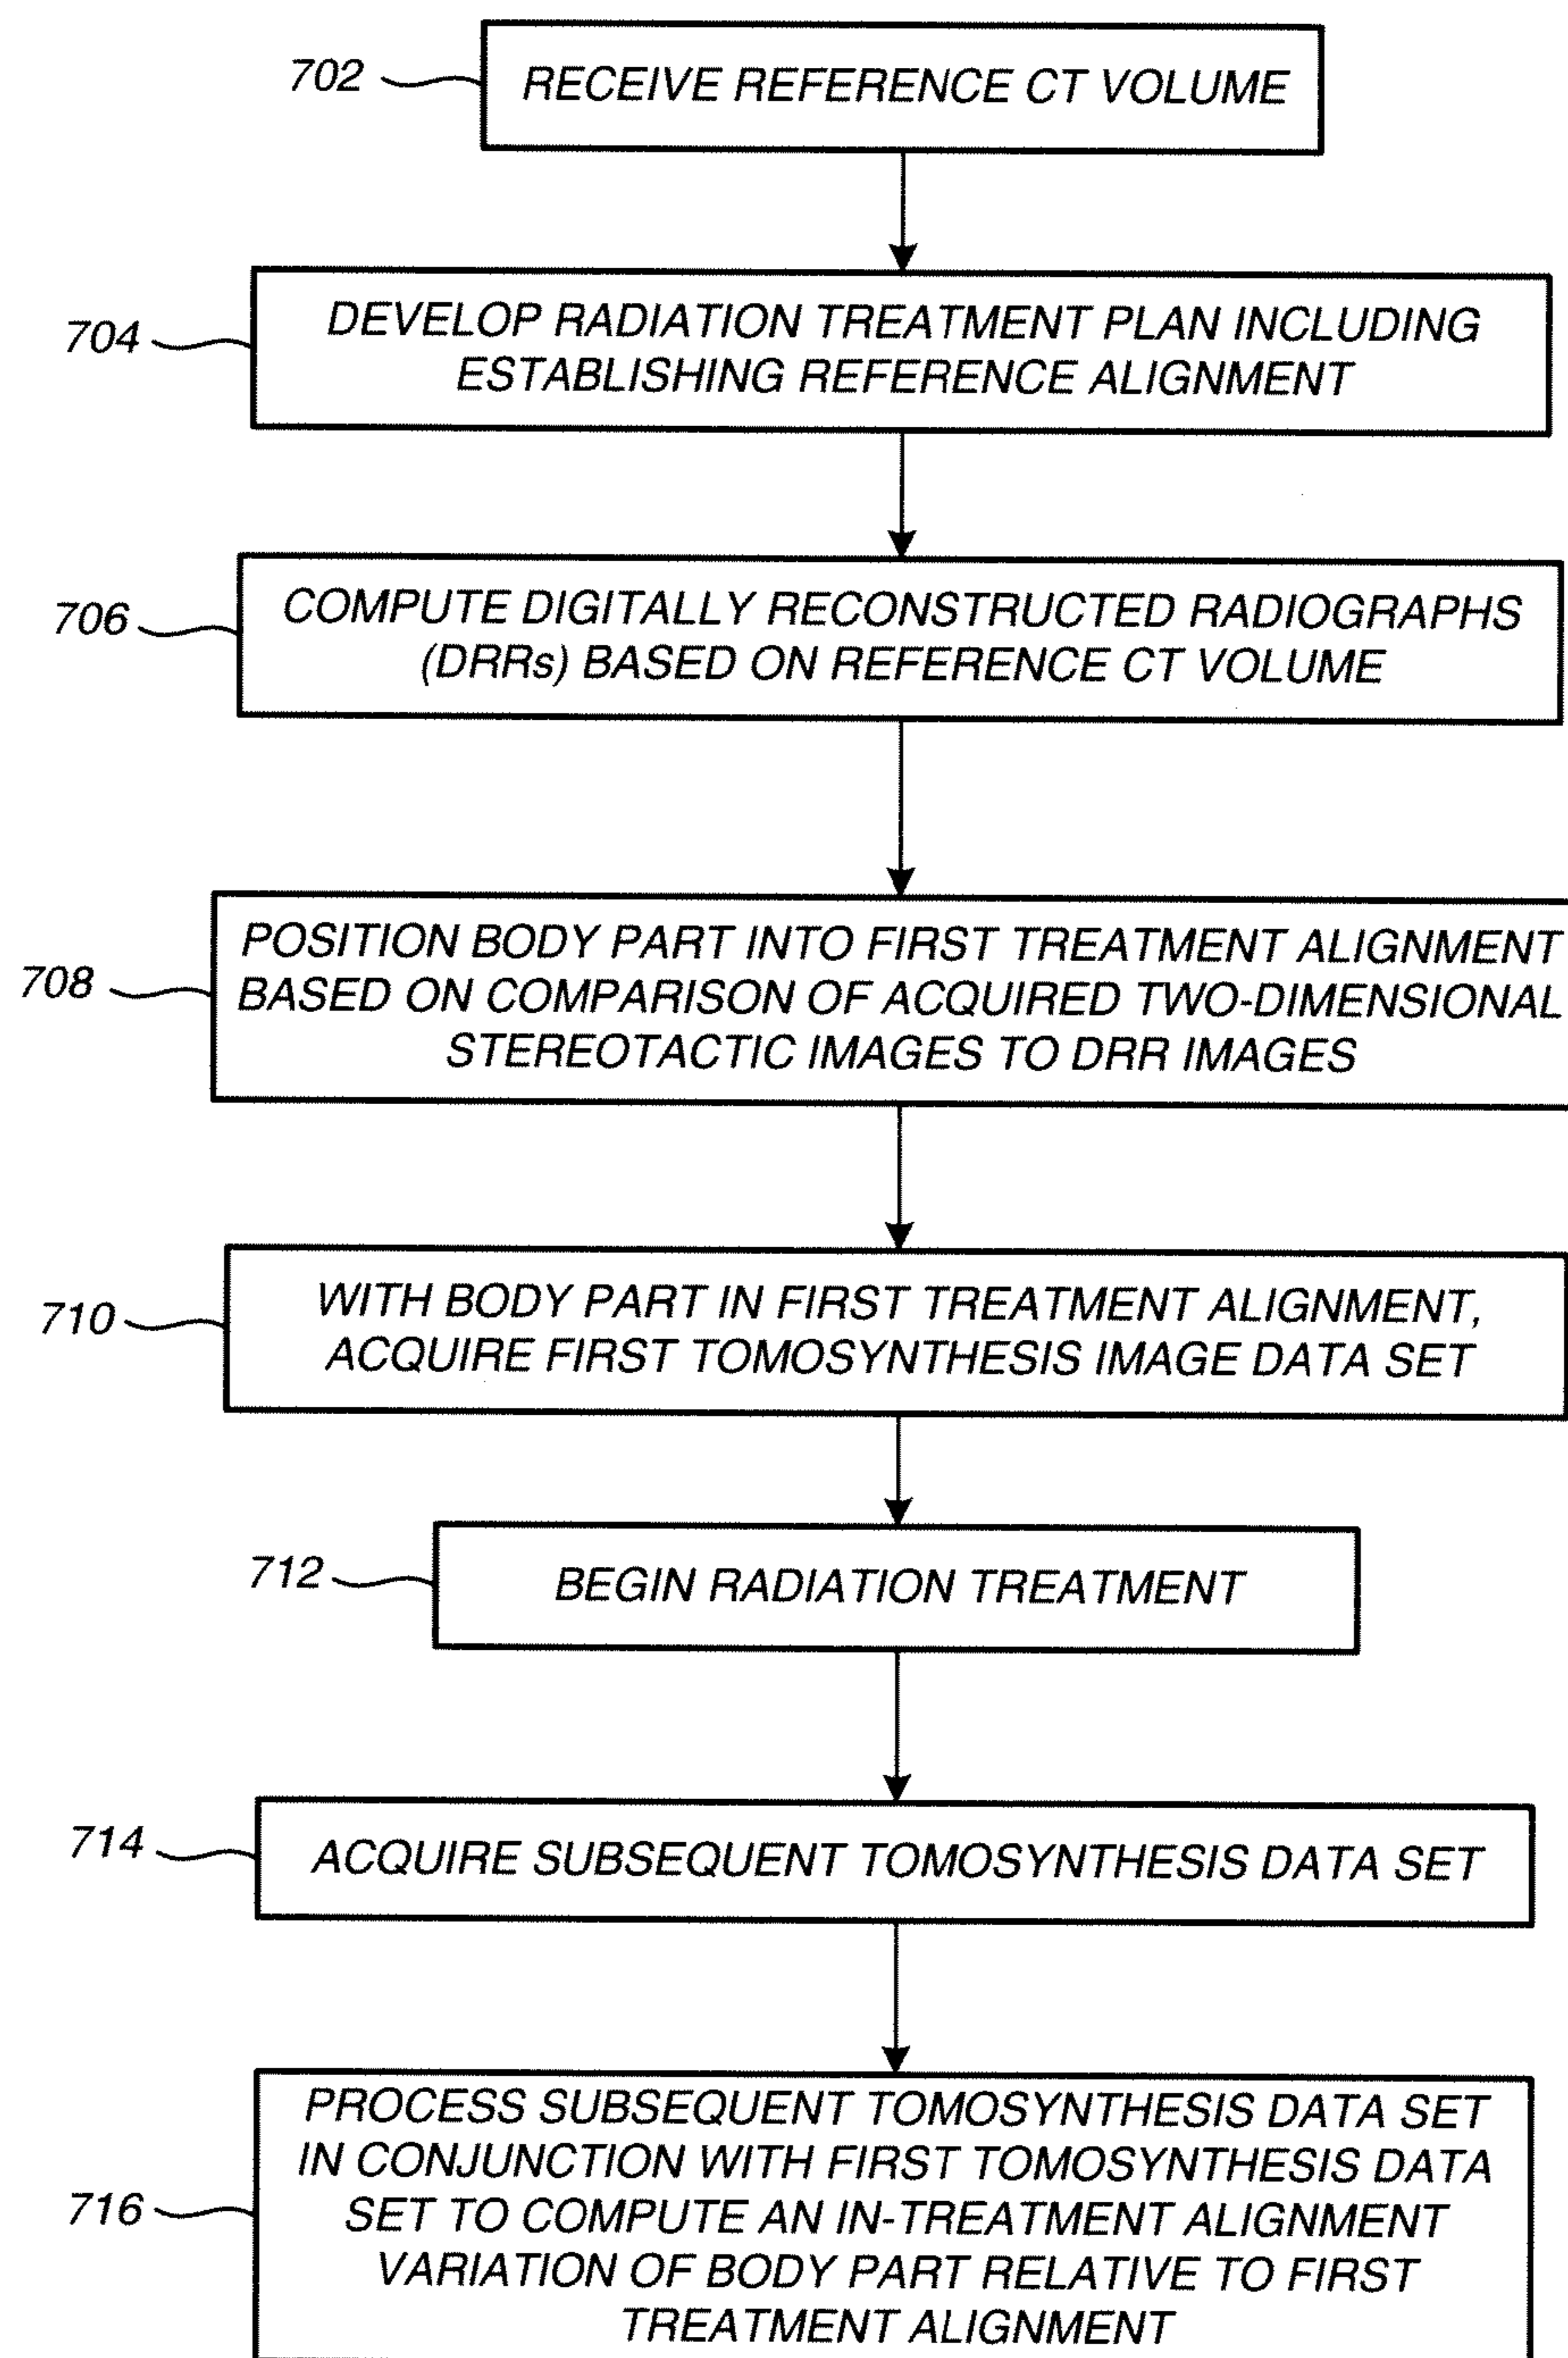 702
RECEIVE REFERENCE CT VOLUME
704
DEVELOP RADIATION TREATMENT PLAN INCLUDING
ESTABLISHING REFERENCE ALIGNMENT
706
COMPUTE DIGITALLY RECONSTRUCTED RADIOGRAPHS
(DRRs) BASED ON REFERENCE CT VOLUME
708
POSITION BODY PART INTO FIRST TREATMENT ALIGNMENT
BASED ON COMPARISON OF ACQUIRED TWO-DIMENSIONAL
STEREOTACTIC IMAGES TO DRR IMAGES
710
WITH BODY PART IN FIRST TREATMENT ALIGNMENT,
ACQUIRE FIRST TOMOSYNTHESIS IMAGE DATA SET
712
BEGIN RADIATION TREATMENT
714
ACQUIRE SUBSEQUENT TOMOSYNTHESIS DATA SET
716
PROCESS SUBSEQUENT TOMOSYNTHESIS DATA SET
IN CONJUNCTION WITH FIRST TOMOSYNTHESIS DATA
SET TO COMPUTE AN IN-TREATMENT ALIGNMENT
VARIATION OF BODY PART RELATIVE TO FIRST
TREATMENT ALIGNMENT